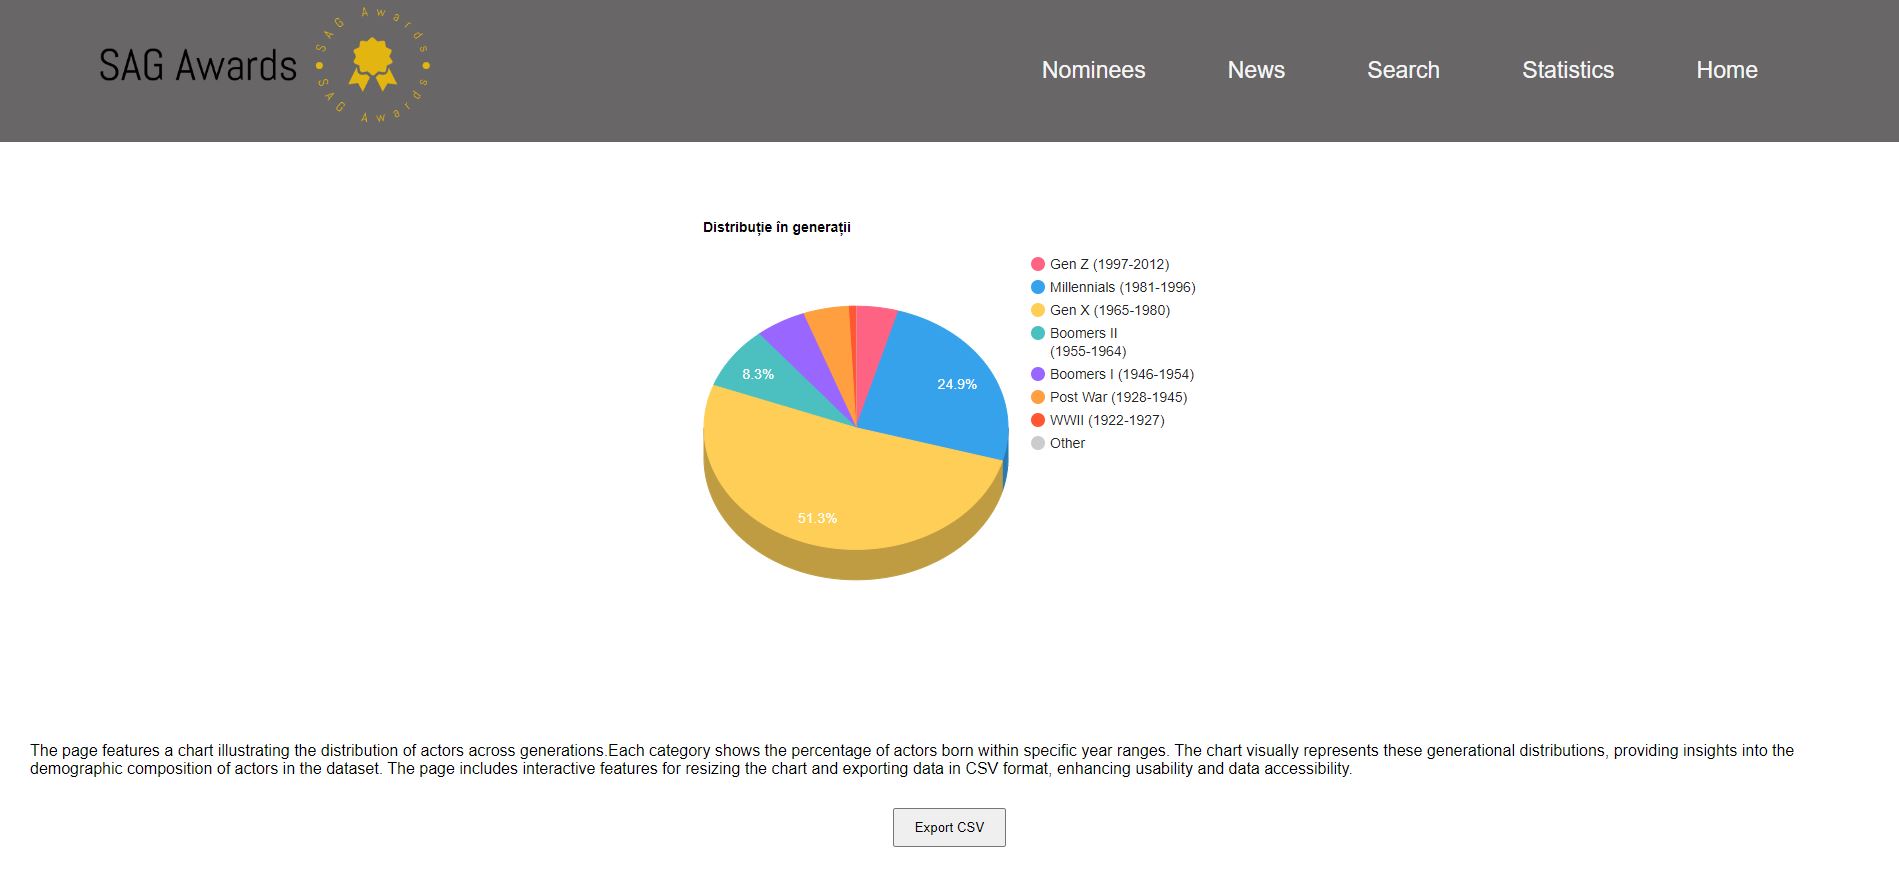 SAG Awards
SAG Awards
SAG Awards
Nominees
News
Search
Statistics
Home
Distribuție în generații
Gen Z (1997-2012)
Millennials (1981-1996)
Gen X (1965-1980)
Boomers II
(1955-1964)
Boomers I (1946-1954)
Post War (1928-1945)
WWII (1922-1927)
Other
8.3%
24.9%
51.3%
The page features a chart illustrating the distribution of actors across generations.Each category shows the percentage of actors born within specific year ranges. The chart visually represents these generational distributions, providing insights into the
demographic composition of actors in the dataset. The page includes interactive features for resizing the chart and exporting data in CSV format, enhancing usability and data accessibility.
Export CSV